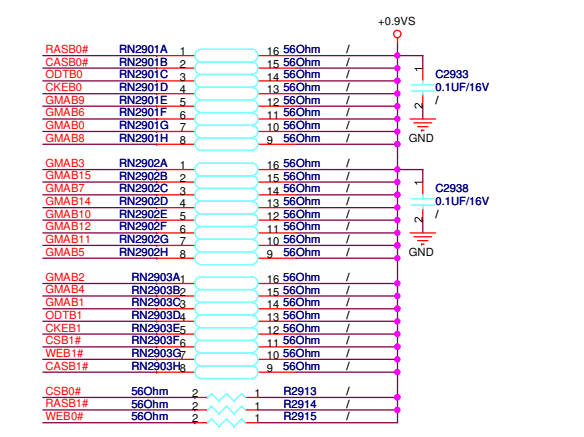 +0.9VS
RASB0# RN2901A 1 16 56Ohm /
CASB0# RN2901B 2 15 56Ohm /
ODTB0 RN2901C 3 14 56Ohm /
CKEB0 RN2901D 4 13 56Ohm /
GMAB9 RN2901E 5 12 56Ohm /
GMAB6 RN2901F 6 11 56Ohm /
GMAB0 RN2901G 7 10 56Ohm /
GMAB8 RN2901H 8 9 56Ohm /
1
C2933
0.1UF/16V
2 /
GND
GMAB3 RN2902A 1 16 56Ohm /
GMAB15 RN2902B 2 15 56Ohm /
GMAB7 RN2902C 3 14 56Ohm /
GMAB14 RN2902D 4 13 56Ohm /
GMAB10 RN2902E 5 12 56Ohm /
GMAB12 RN2902F 6 11 56Ohm /
GMAB11 RN2902G 7 10 56Ohm /
GMAB5 RN2902H 8 9 56Ohm /
1
C2938
0.1UF/16V
2 /
GND
GMAB2 RN2903A 1 16 56Ohm /
GMAB4 RN2903B 2 15 56Ohm /
GMAB1 RN2903C 3 14 56Ohm /
ODTB1 RN2903D 4 13 56Ohm /
CKEB1 RN2903E 5 12 56Ohm /
CSB1# RN2903F 6 11 56Ohm /
WEB1# RN2903G 7 10 56Ohm /
CASB1# RN2903H 8 9 56Ohm /
CSB0# 56Ohm 2 1 R2913 /
RASB1# 56Ohm 2 1 R2914 /
WEB0# 56Ohm 2 1 R2915 /